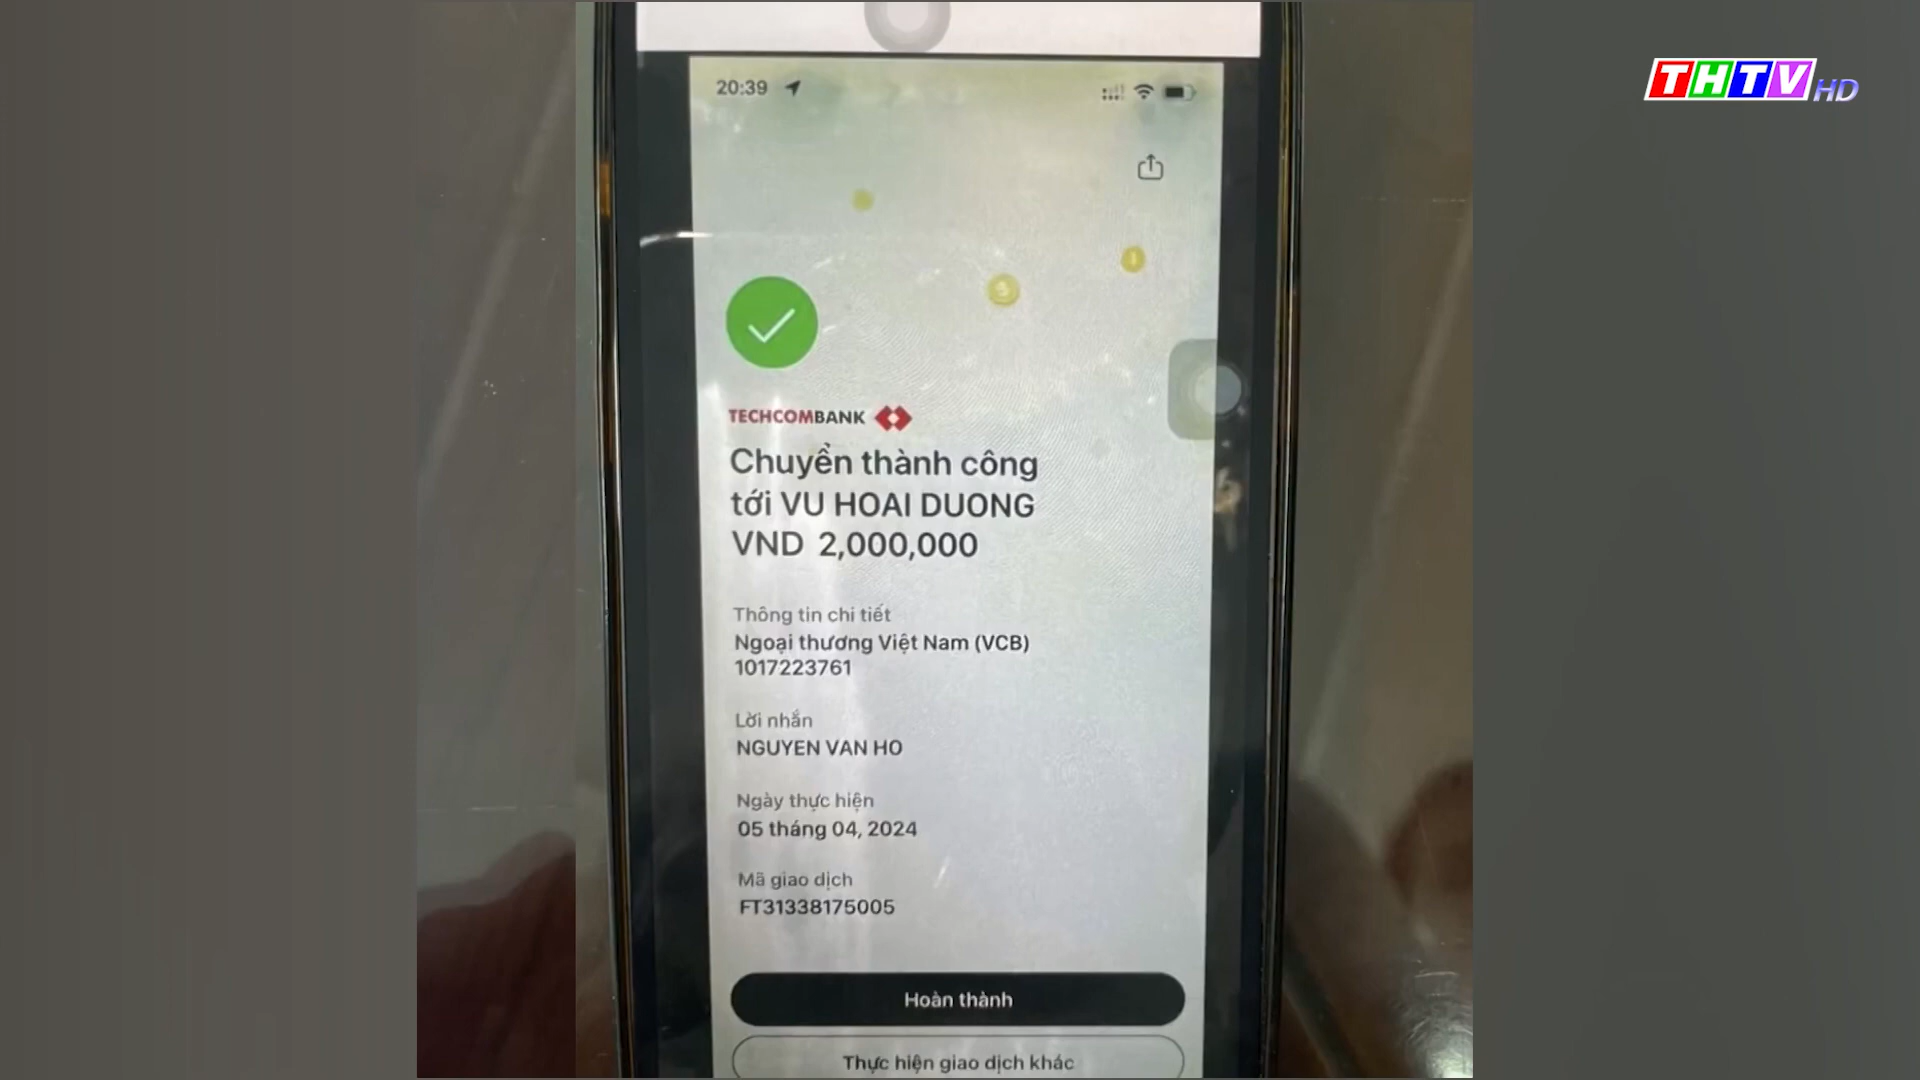 THTV HD
20:39
TECHCOMBANK
Chuyển thành công
tới VU HOAI DUONG
VND 2,000,000
Thông tin chi tiết
Ngoại thương Việt Nam (VCB)
1017223761
Lời nhắn
NGUYEN VAN HO
Ngày thực hiện
05 tháng 04, 2024
Mã giao dịch
FT31338175005
Hoàn thành
Thực hiện giao dịch khác